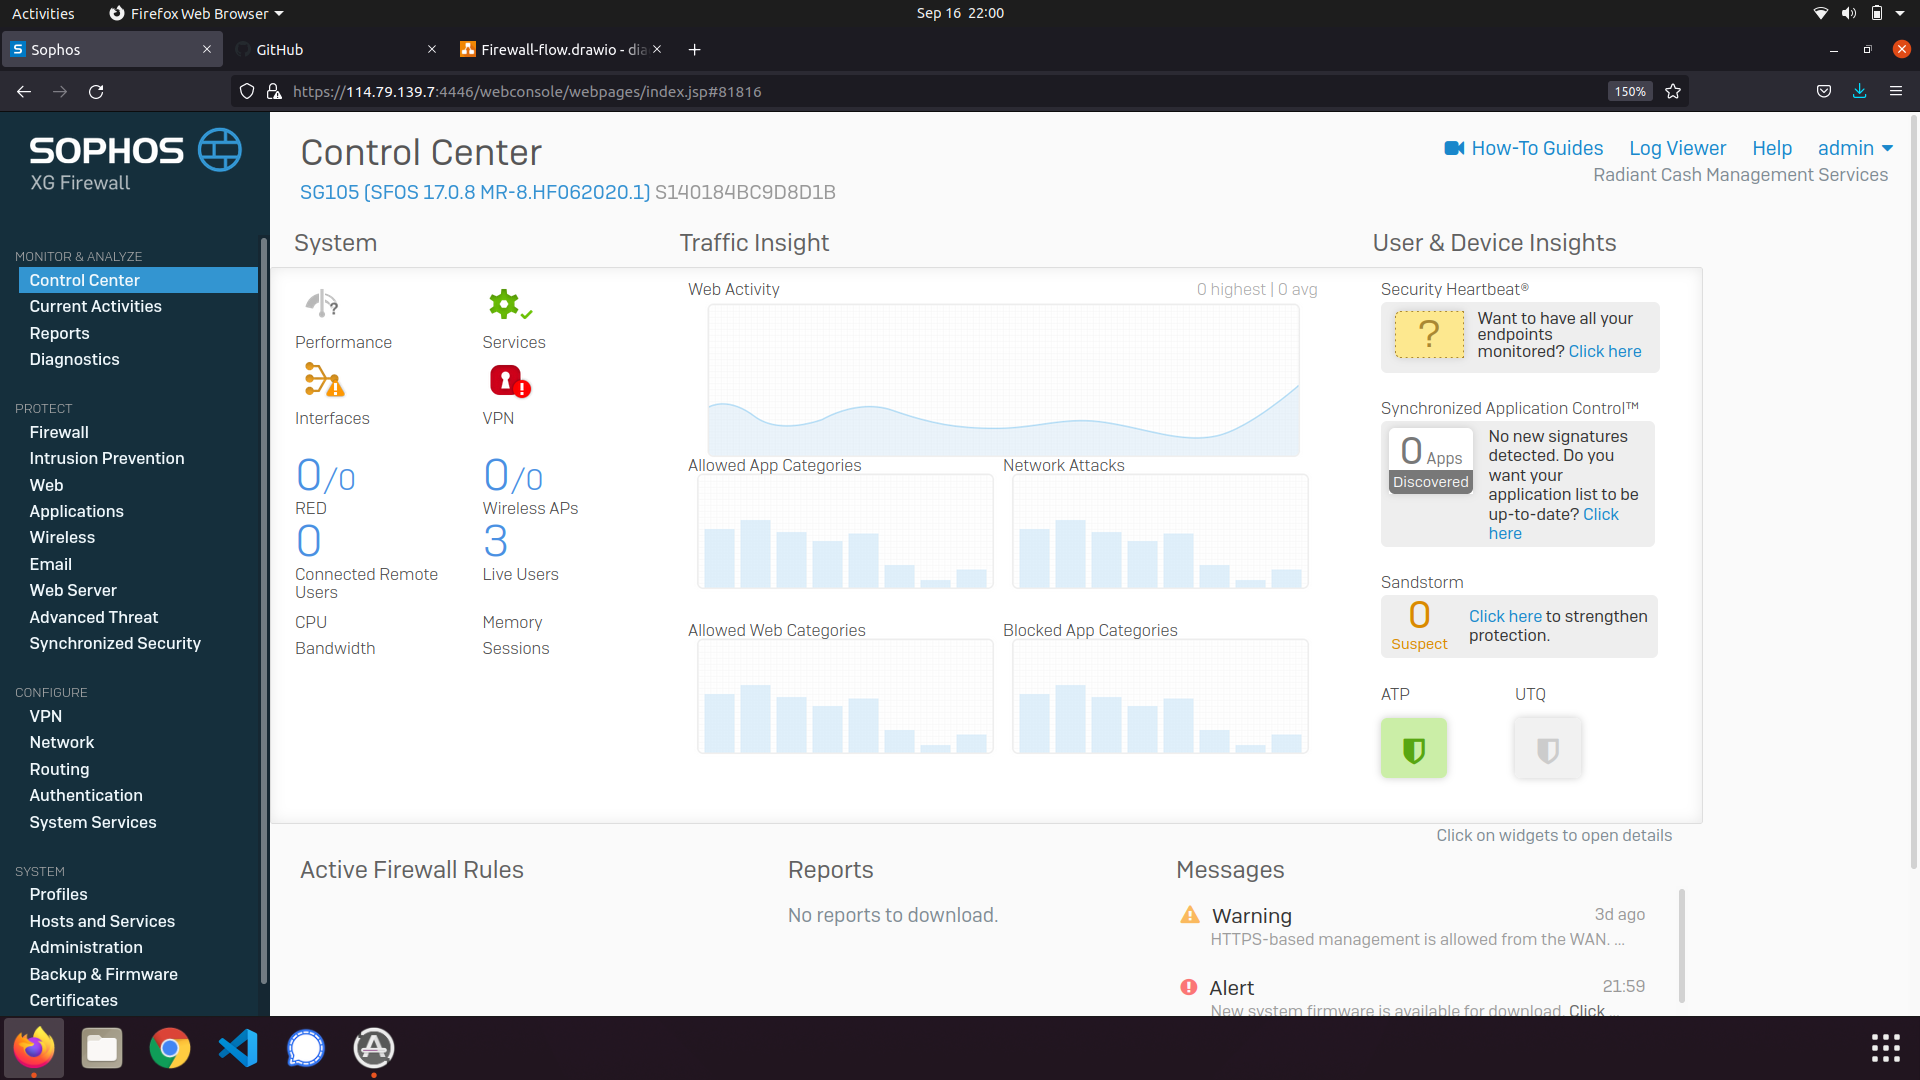 Activities
Firefox Web Browser
Sep 16 22:00
Sophos
GitHub
Firewall-flow.drawio - dia
https://114.79.139.7:4446/webconsole/webpages/index.jsp#81816
150%
SOPHOS
XG Firewall
MONITOR & ANALYZE
Control Center
Current Activities
Reports
Diagnostics
PROTECT
Firewall
Intrusion Prevention
Web
Applications
Wireless
Email
Web Server
Advanced Threat
Synchronized Security
CONFIGURE
VPN
Network
Routing
Authentication
System Services
SYSTEM
Profiles
Hosts and Services
Administration
Backup & Firmware
Certificates
Control Center
SG105 (SFOS 17.0.8 MR-8.HF062020.1) S140184BC9D8D1B
How-To Guides
Log Viewer
Help
admin
Radiant Cash Management Services
System
Performance
Services
Interfaces
VPN
0/0
RED
0/0
Wireless APs
0
Connected Remote
Users
3
Live Users
CPU
Memory
Bandwidth
Sessions
Traffic Insight
Web Activity
0 highest | 0 avg
Allowed App Categories
Network Attacks
Allowed Web Categories
Blocked App Categories
User & Device Insights
Security Heartbeat®
?
Want to have all your
endpoints
monitored? Click here
Synchronized Application Control™
0 Apps
Discovered
No new signatures
detected. Do you
want your
application list to be
up-to-date? Click
here
Sandstorm
0
Suspect
Click here to strengthen
protection.
ATP
UTQ
Click on widgets to open details
Active Firewall Rules
Reports
No reports to download.
Messages
Warning
3d ago
HTTPS-based management is allowed from the WAN. ...
Alert
21:59
New system firmware is available for download. Click ...